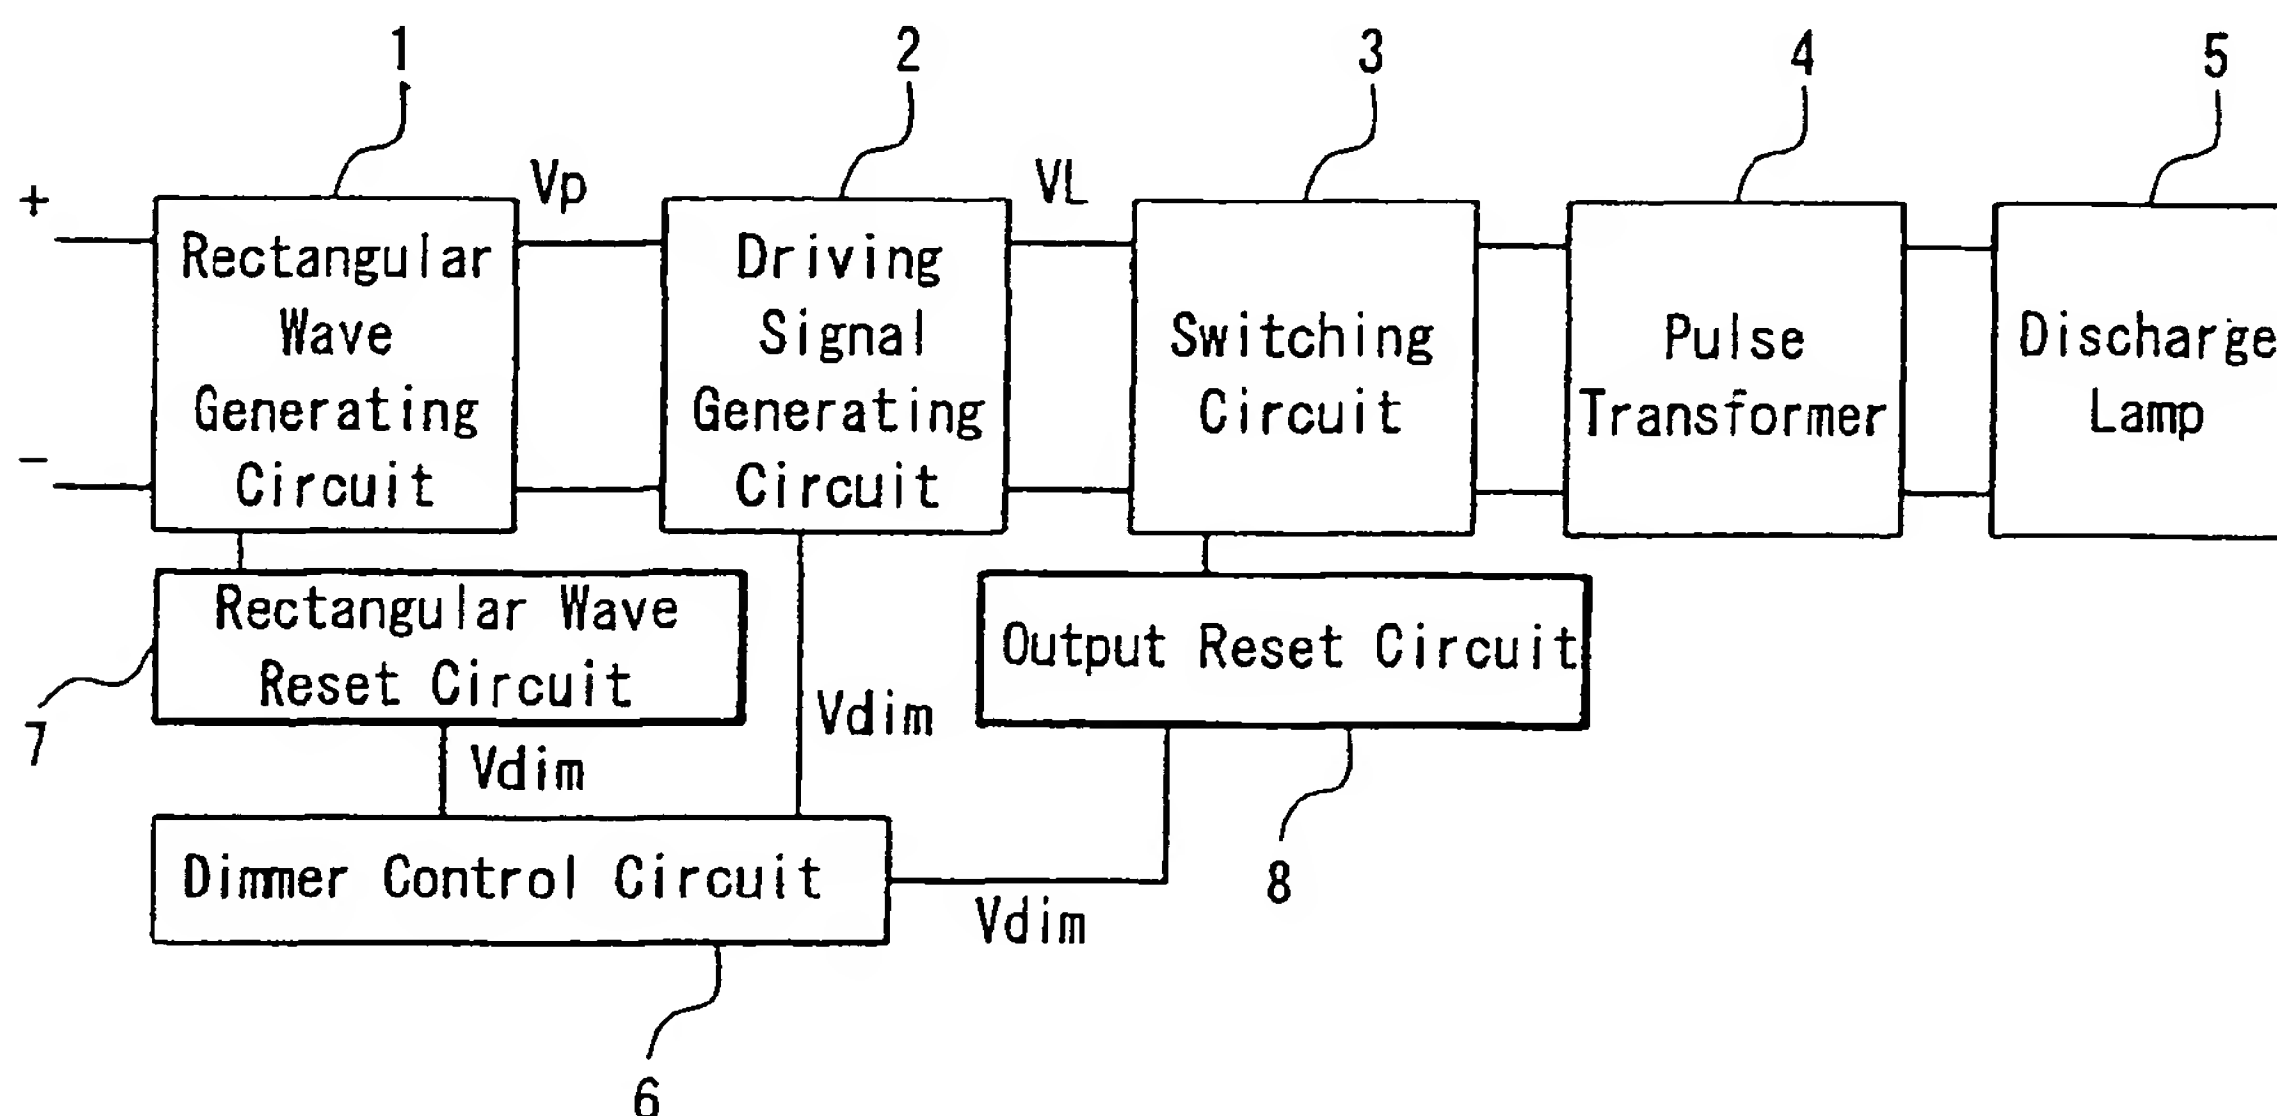 1
2
3
4
5
+
Vp
VL
Rectangular
Wave
Generating
Circuit
Driving
Signal
Generating
Circuit
Switching
Circuit
Pulse
Transformer
Discharge
Lamp
-
Rectangular Wave
Reset Circuit
Output Reset Circuit
7
Vdim
Vdim
Dimmer Control Circuit
Vdim
8
6